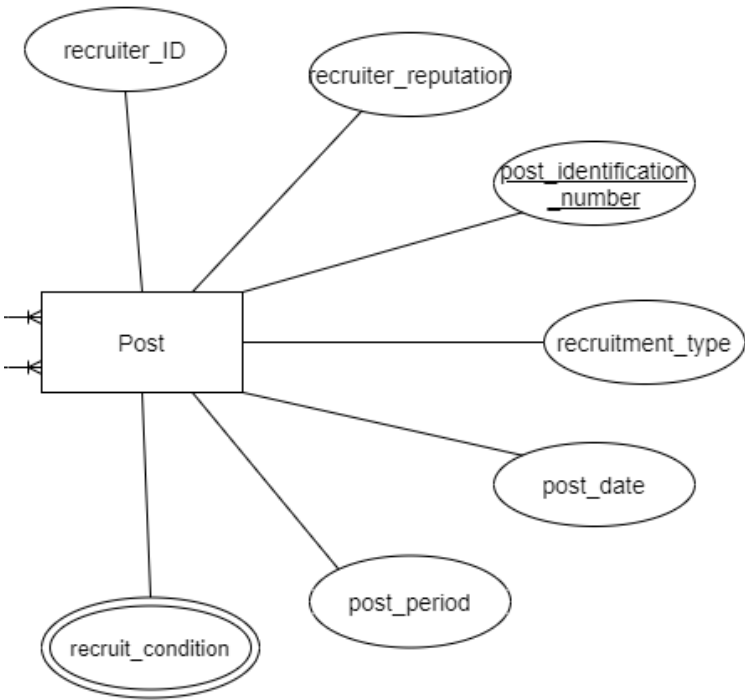 recruiter_ID
recruiter_reputation
post_identification
_number
Post
recruitment_type
post_date
post_period
recruit_condition